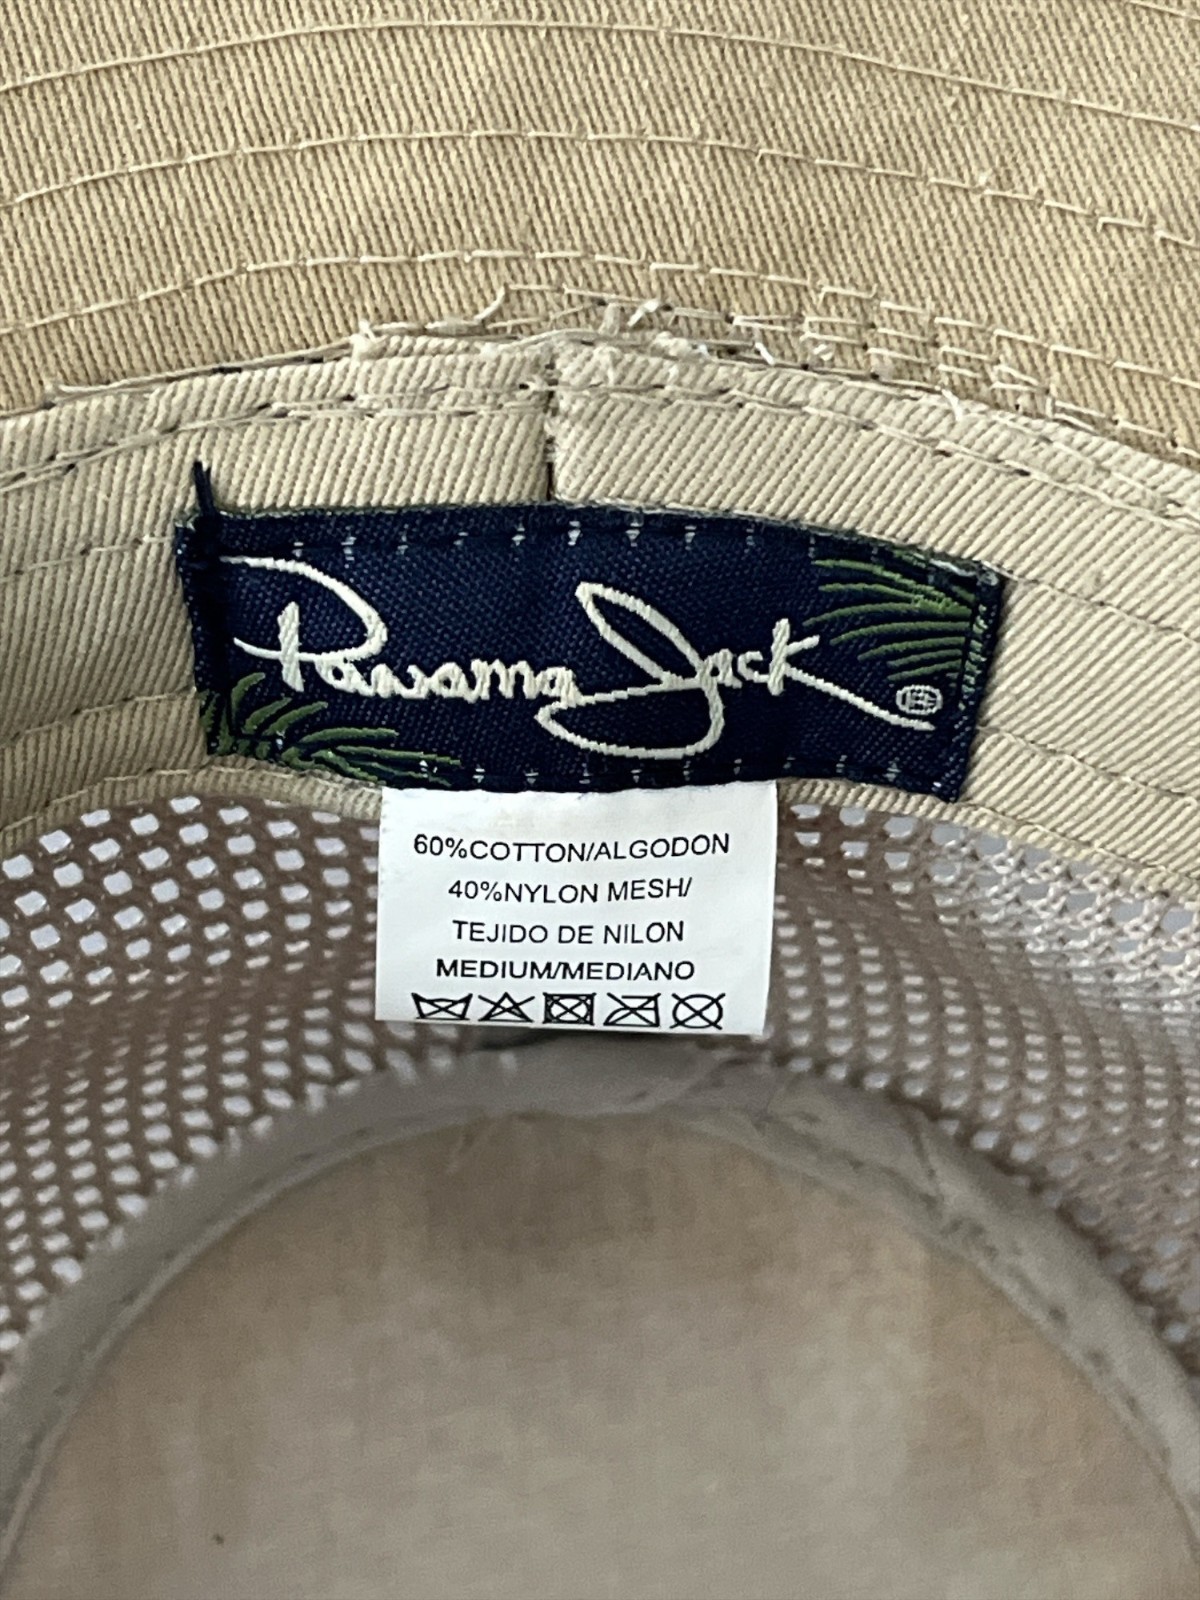 Panama Jack ®
60%COTTON/ALGODON
40%NYLON MESH/
TEJIDO DE NILON
MEDIUM/MEDIANO